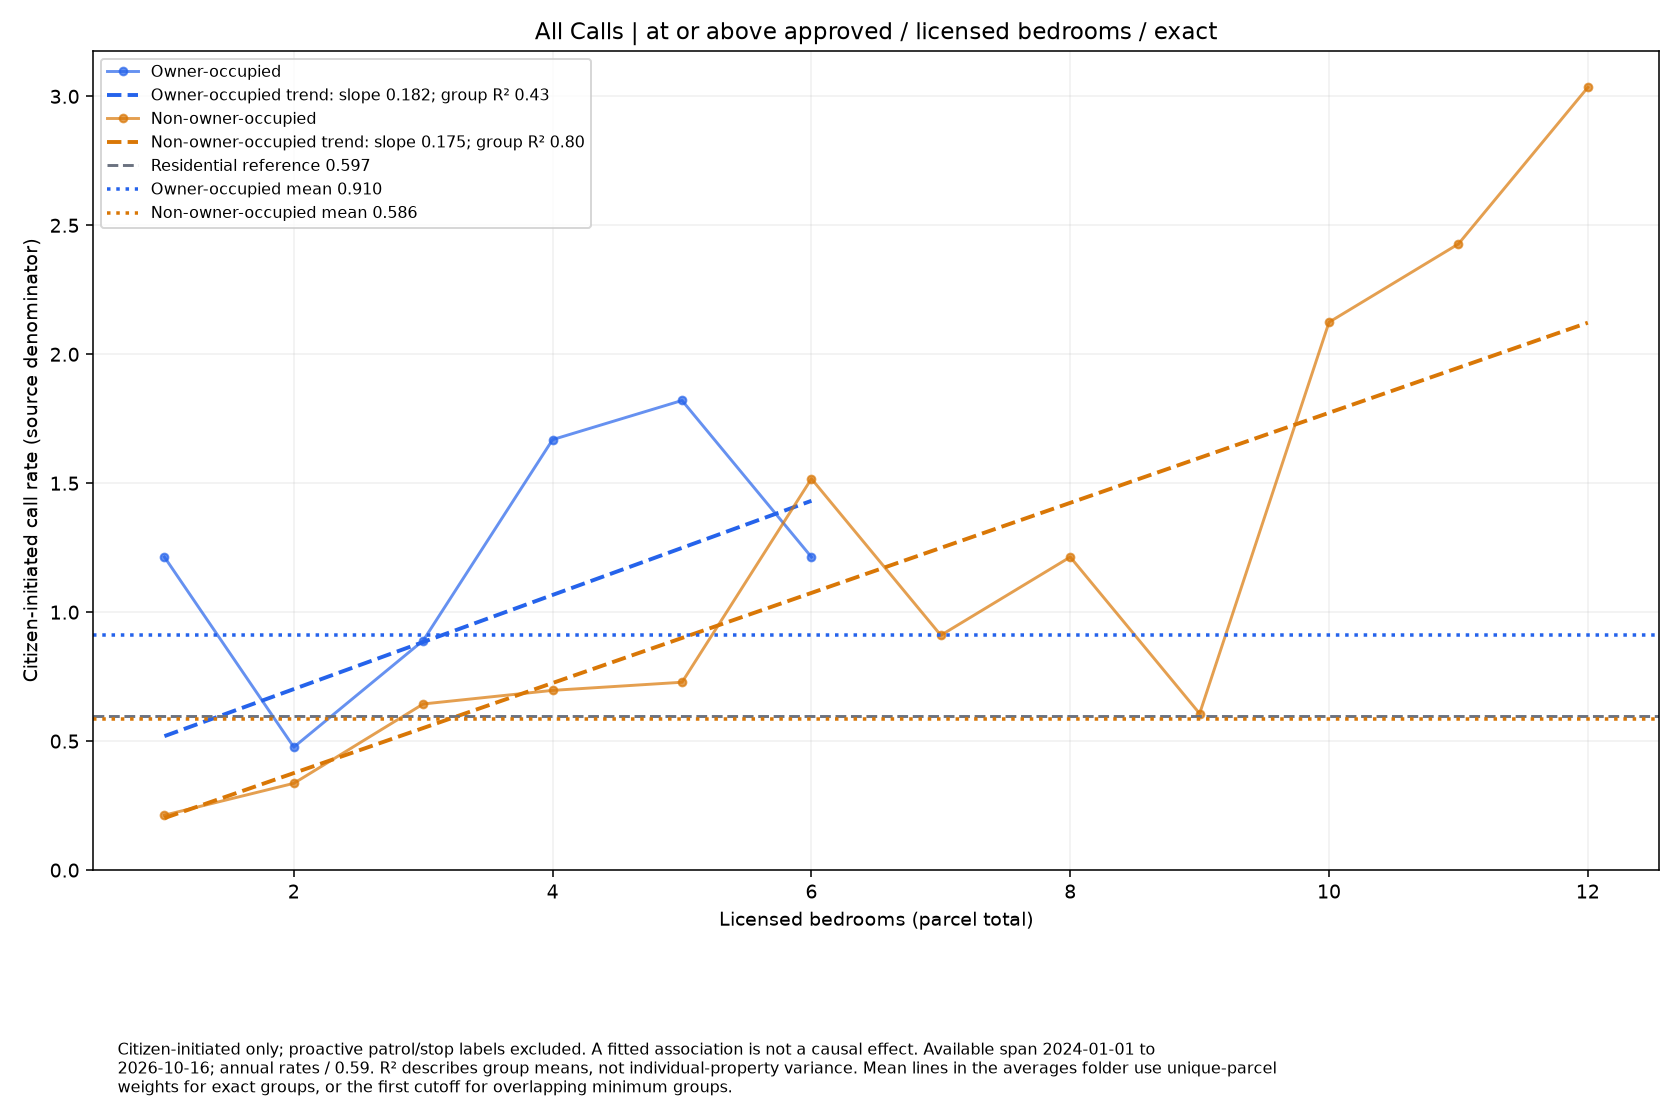 All Calls | at or above approved / licensed bedrooms / exact
Owner-occupied
Owner-occupied trend: slope 0.182; group R² 0.43
Non-owner-occupied
Non-owner-occupied trend: slope 0.175; group R² 0.80
Residential reference 0.597
Owner-occupied mean 0.910
Non-owner-occupied mean 0.586
Citizen-initiated call rate (source denominator)
3.0
2.5
2.0
1.5
1.0
0.5
0.0
2
4
6
8
10
12
Licensed bedrooms (parcel total)
Citizen-initiated only; proactive patrol/stop labels excluded. A fitted association is not a causal effect. Available span 2024-01-01 to
2026-10-16; annual rates / 0.59. R² describes group means, not individual-property variance. Mean lines in the averages folder use unique-parcel
weights for exact groups, or the first cutoff for overlapping minimum groups.